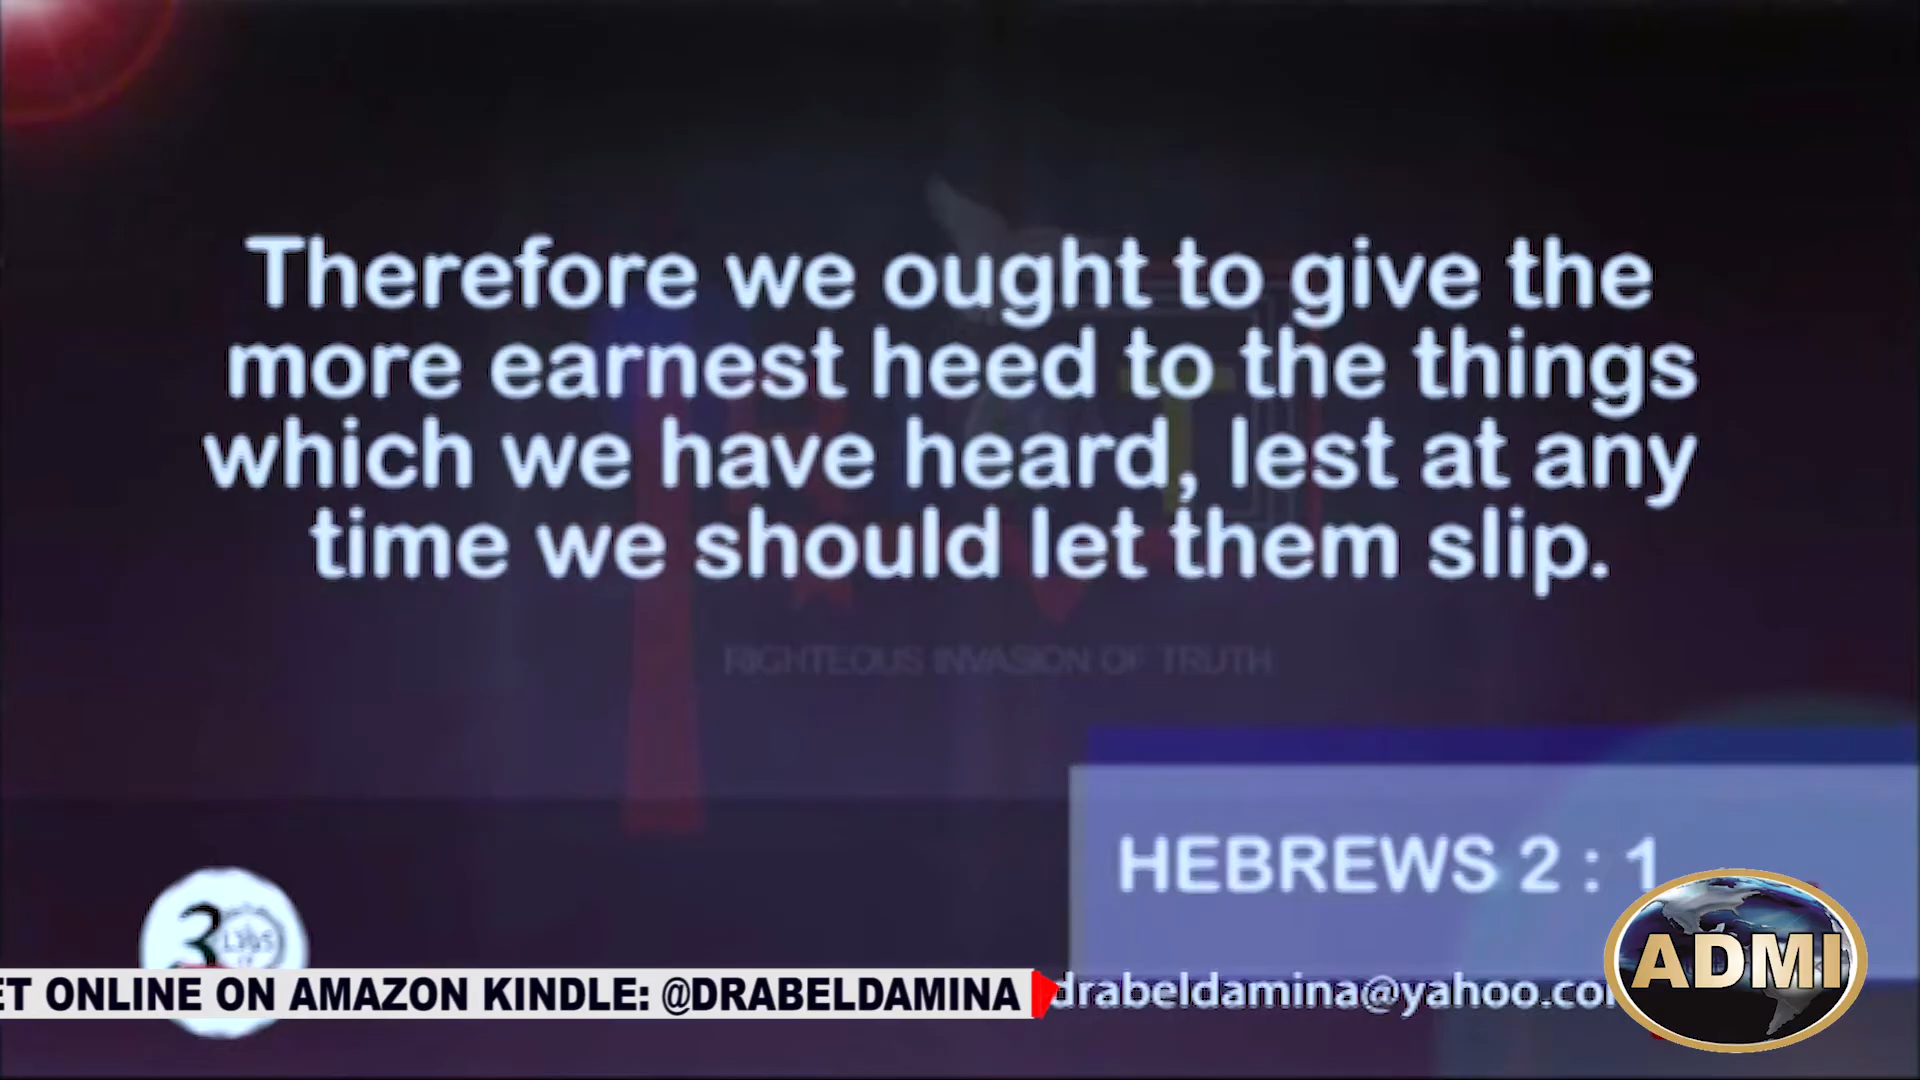 Therefore we ought to give the
more earnest heed to the things
which we have heard, lest at any
time we should let them slip.
RIGHTEOUS INVASION OF TRUTH
HEBREWS 2 : 1
30
ET ONLINE ON AMAZON KINDLE: @DRABELDAMINA
drabeldamina@yahoo.co
ADMI